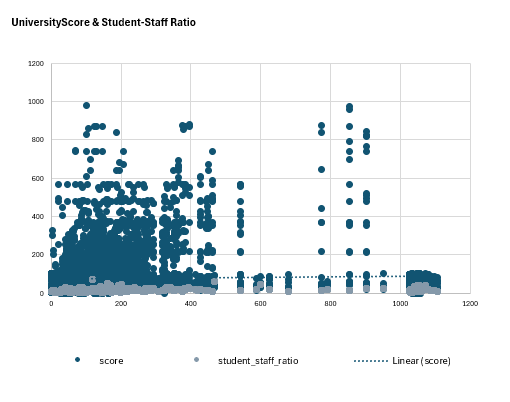 UniversityScore & Student-Staff Ratio
1200
1000
800
600
400
200
0
0 200 400 600 800 1000 1200
score student_staff_ratio Linear (score)